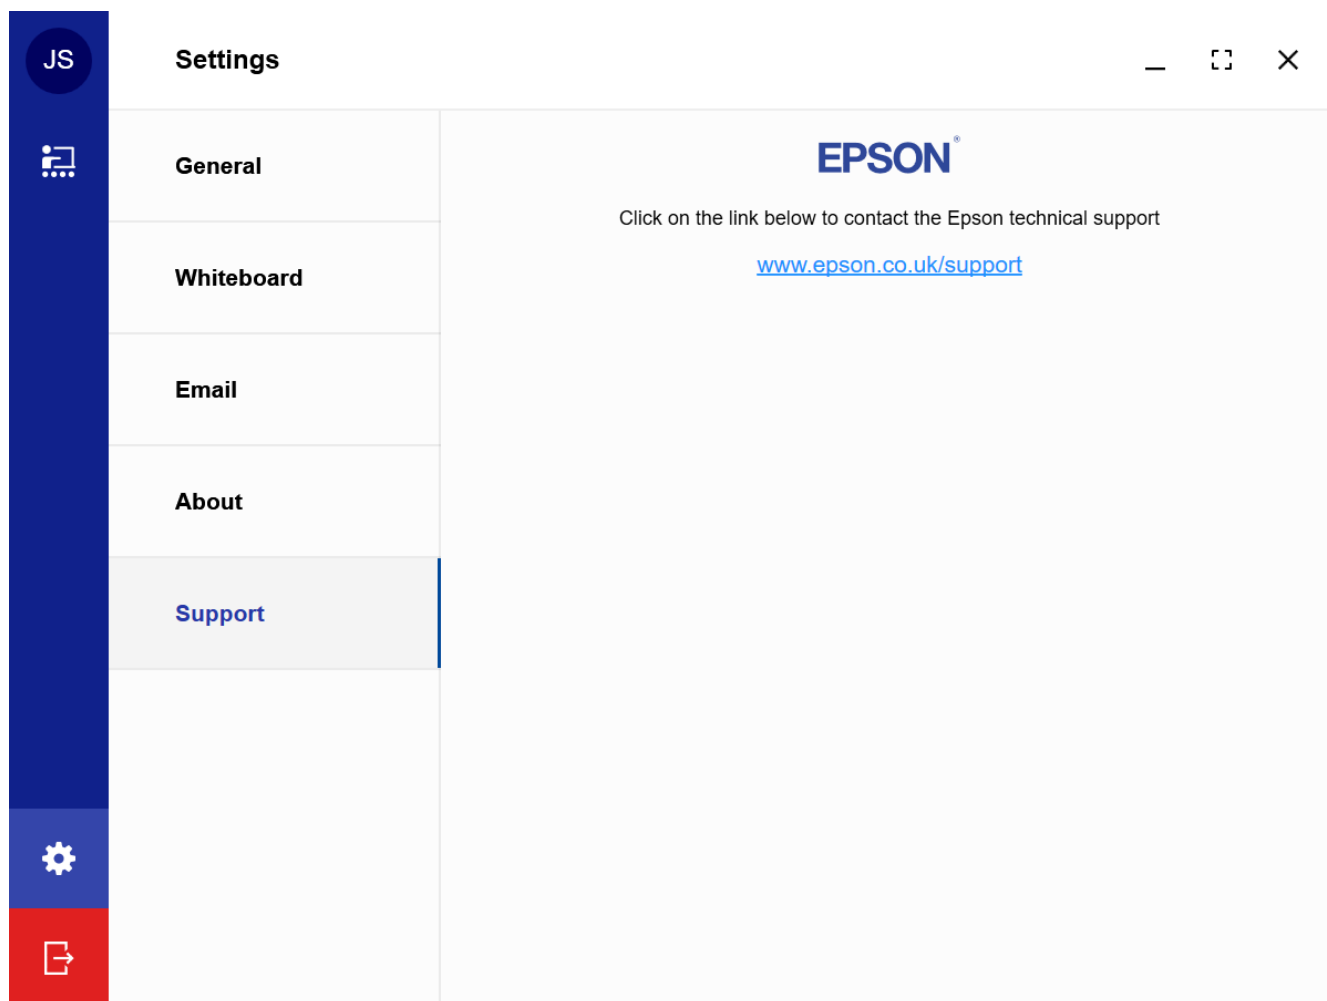 JS
Settings
General
Whiteboard
Email
About
Support
EPSON®
Click on the link below to contact the Epson technical support
www.epson.co.uk/support